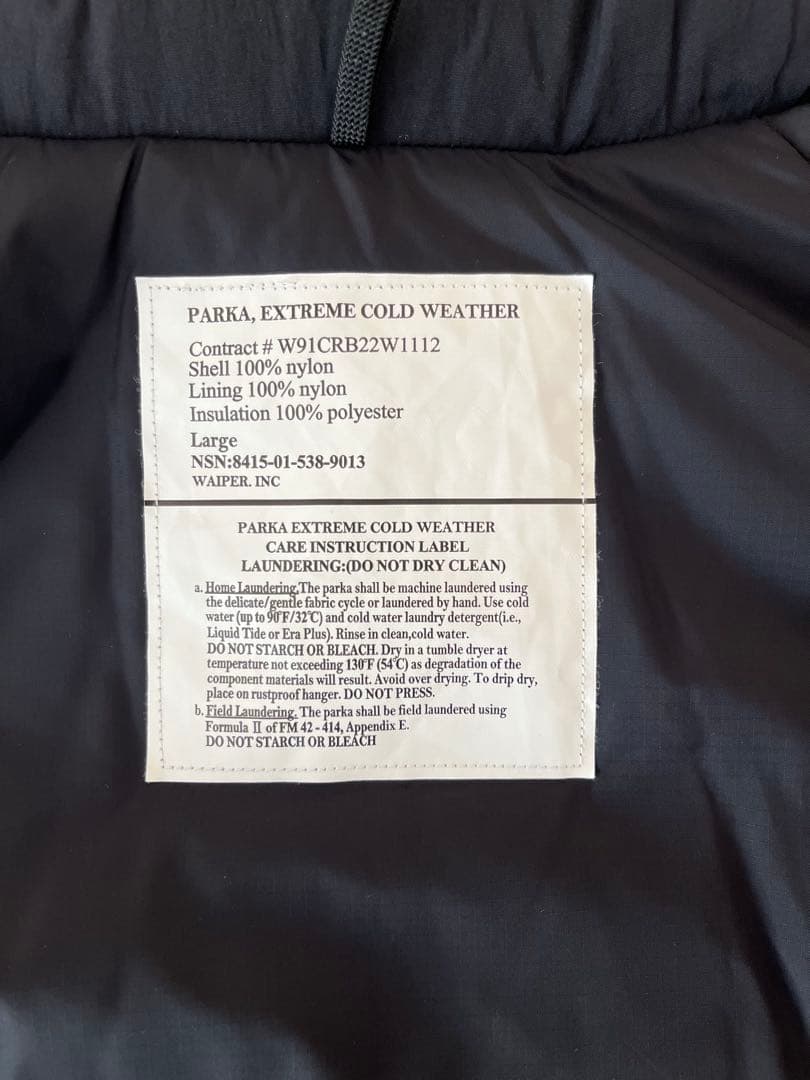 PARKA, EXTREME COLD WEATHER
Contract # W91CRB22W1112
Shell 100% nylon
Lining 100% nylon
Insulation 100% polyester
Large
NSN:8415-01-538-9013
WAIPER. INC
PARKA EXTREME COLD WEATHER
CARE INSTRUCTION LABEL
LAUNDERING:(DO NOT DRY CLEAN)
a. Home Laundering. The parka shall be machine laundered using
the delicate/gentle fabric cycle or laundered by hand. Use cold
water (up to 90°F/32°C) and cold water laundry detergent(i.e.,
Liquid Tide or Era Plus). Rinse in clean,cold water.
DO NOT STARCH OR BLEACH. Dry in a tumble dryer at
temperature not exceeding 130°F (54°C) as degradation of the
component materials will result. Avoid over drying. To drip dry,
place on rustproof hanger. DO NOT PRESS.
b. Field Laundering. The parka shall be field laundered using
Formula II of FM 42-414, Appendix E.
DO NOT STARCH OR BLEACH